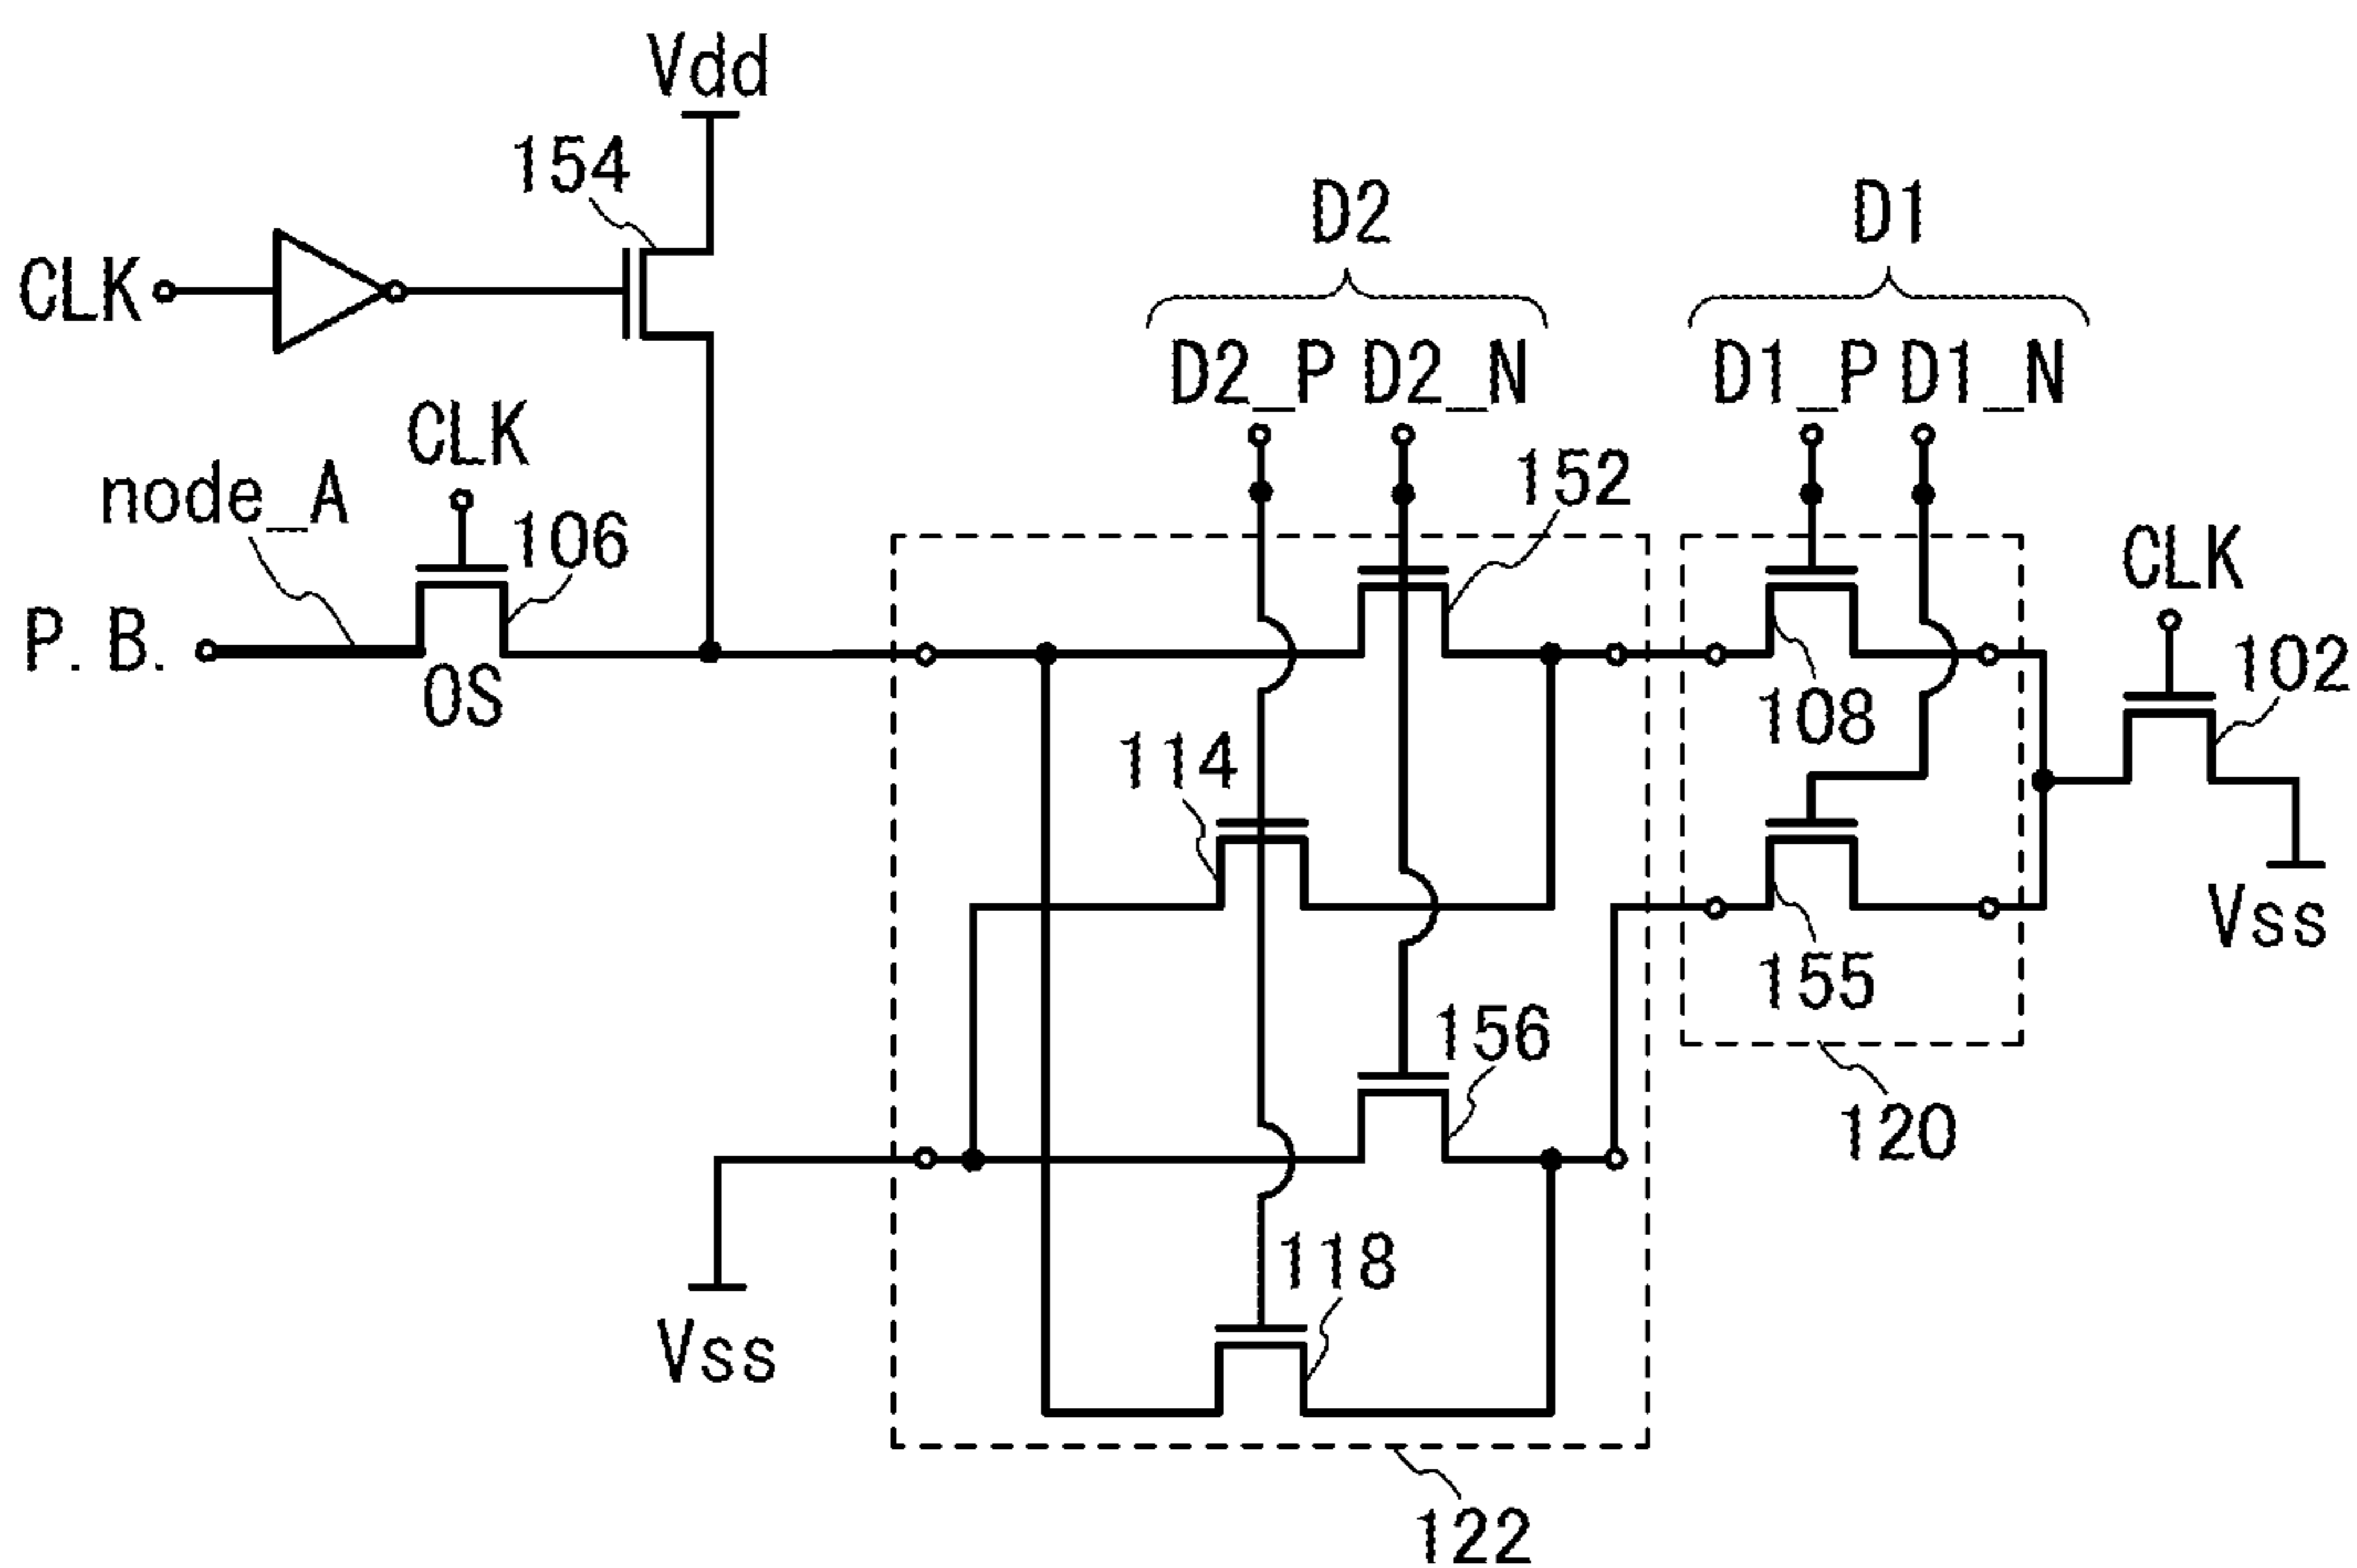 Vdd
154
D2
D1
CLK
D2_P D2_N
D1_P D1_N
CLK
node_A
106
152
CLK
P. B.
OS
108
102
114
Vss
155
156
120
118
Vss
122